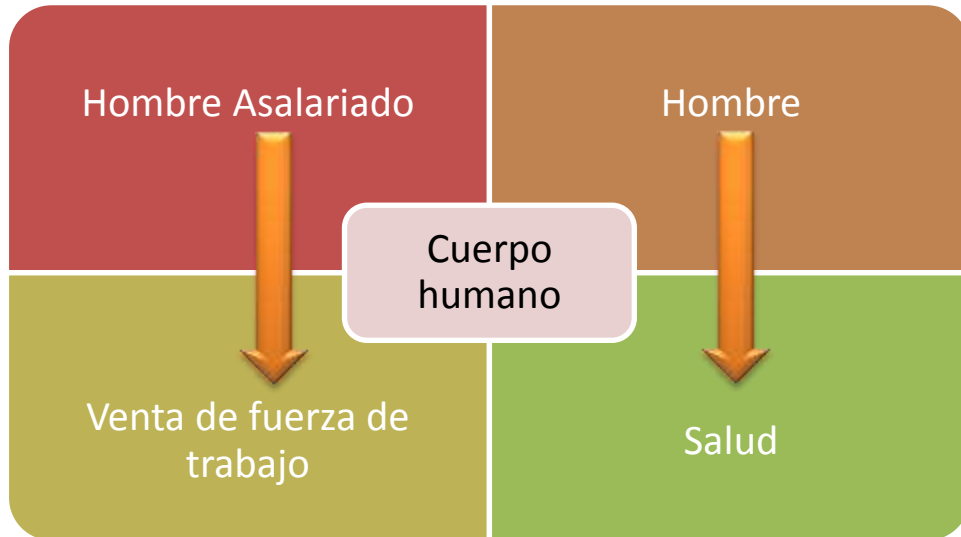 Hombre Asalariado
Hombre
Cuerpo
humano
Venta de fuerza de
trabajo
Salud